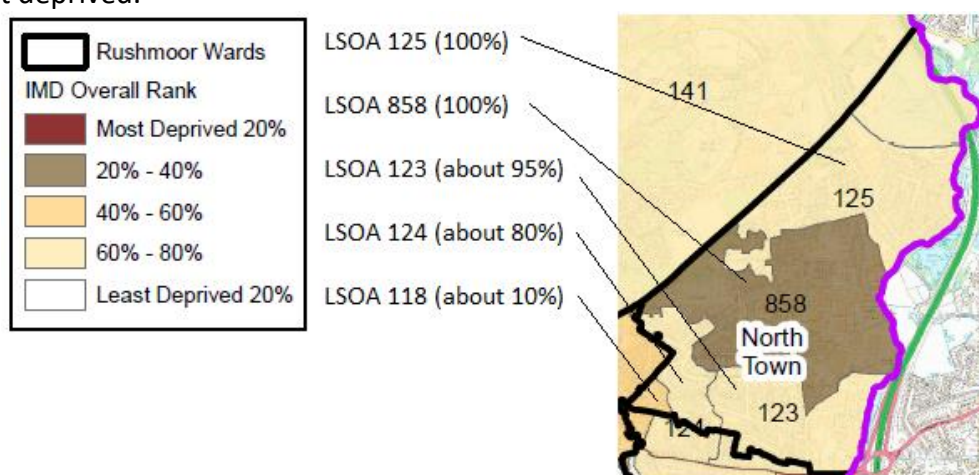 t deprived.
Rushmoor Wards
IMD Overall Rank
Most Deprived 20%
20% - 40%
40% - 60%
60% - 80%
Least Deprived 20%
LSOA 125 (100%)
LSOA 858 (100%)
LSOA 123 (about 95%)
LSOA 124 (about 80%)
LSOA 118 (about 10%)
141
125
858
North
Town
123
124